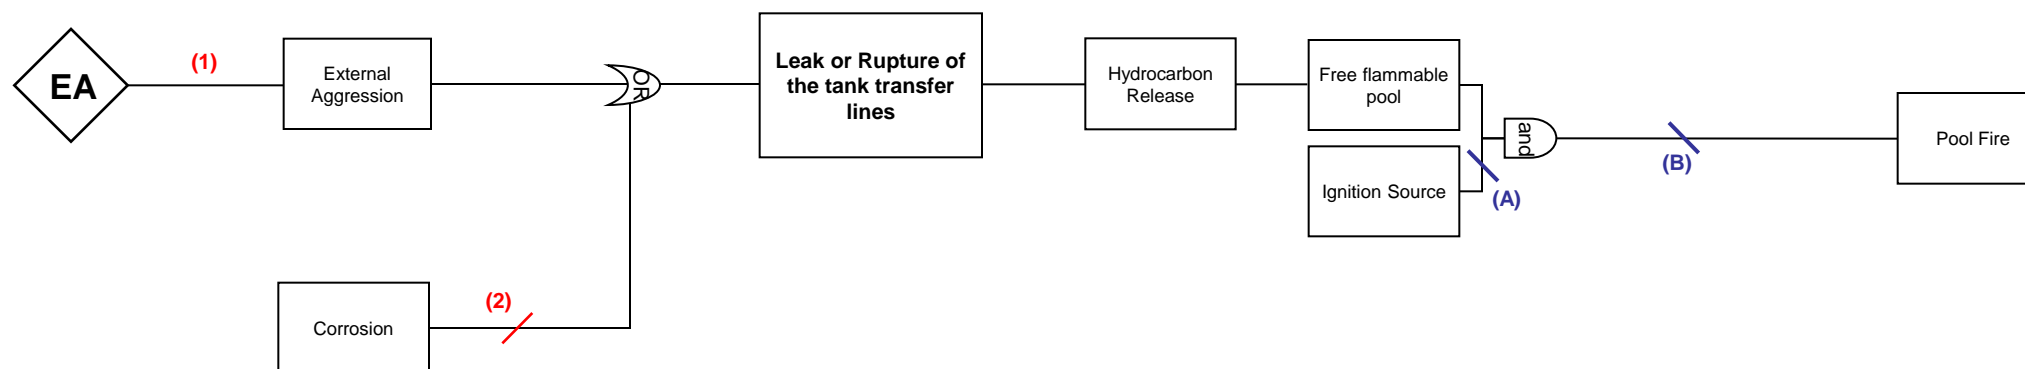 EA
(1)
External
Aggression
OR
Leak or Rupture of
the tank transfer
lines
Hydrocarbon
Release
Free flammable
pool
Ignition Source
(A)
and
(B)
Pool Fire
Corrosion
(2)